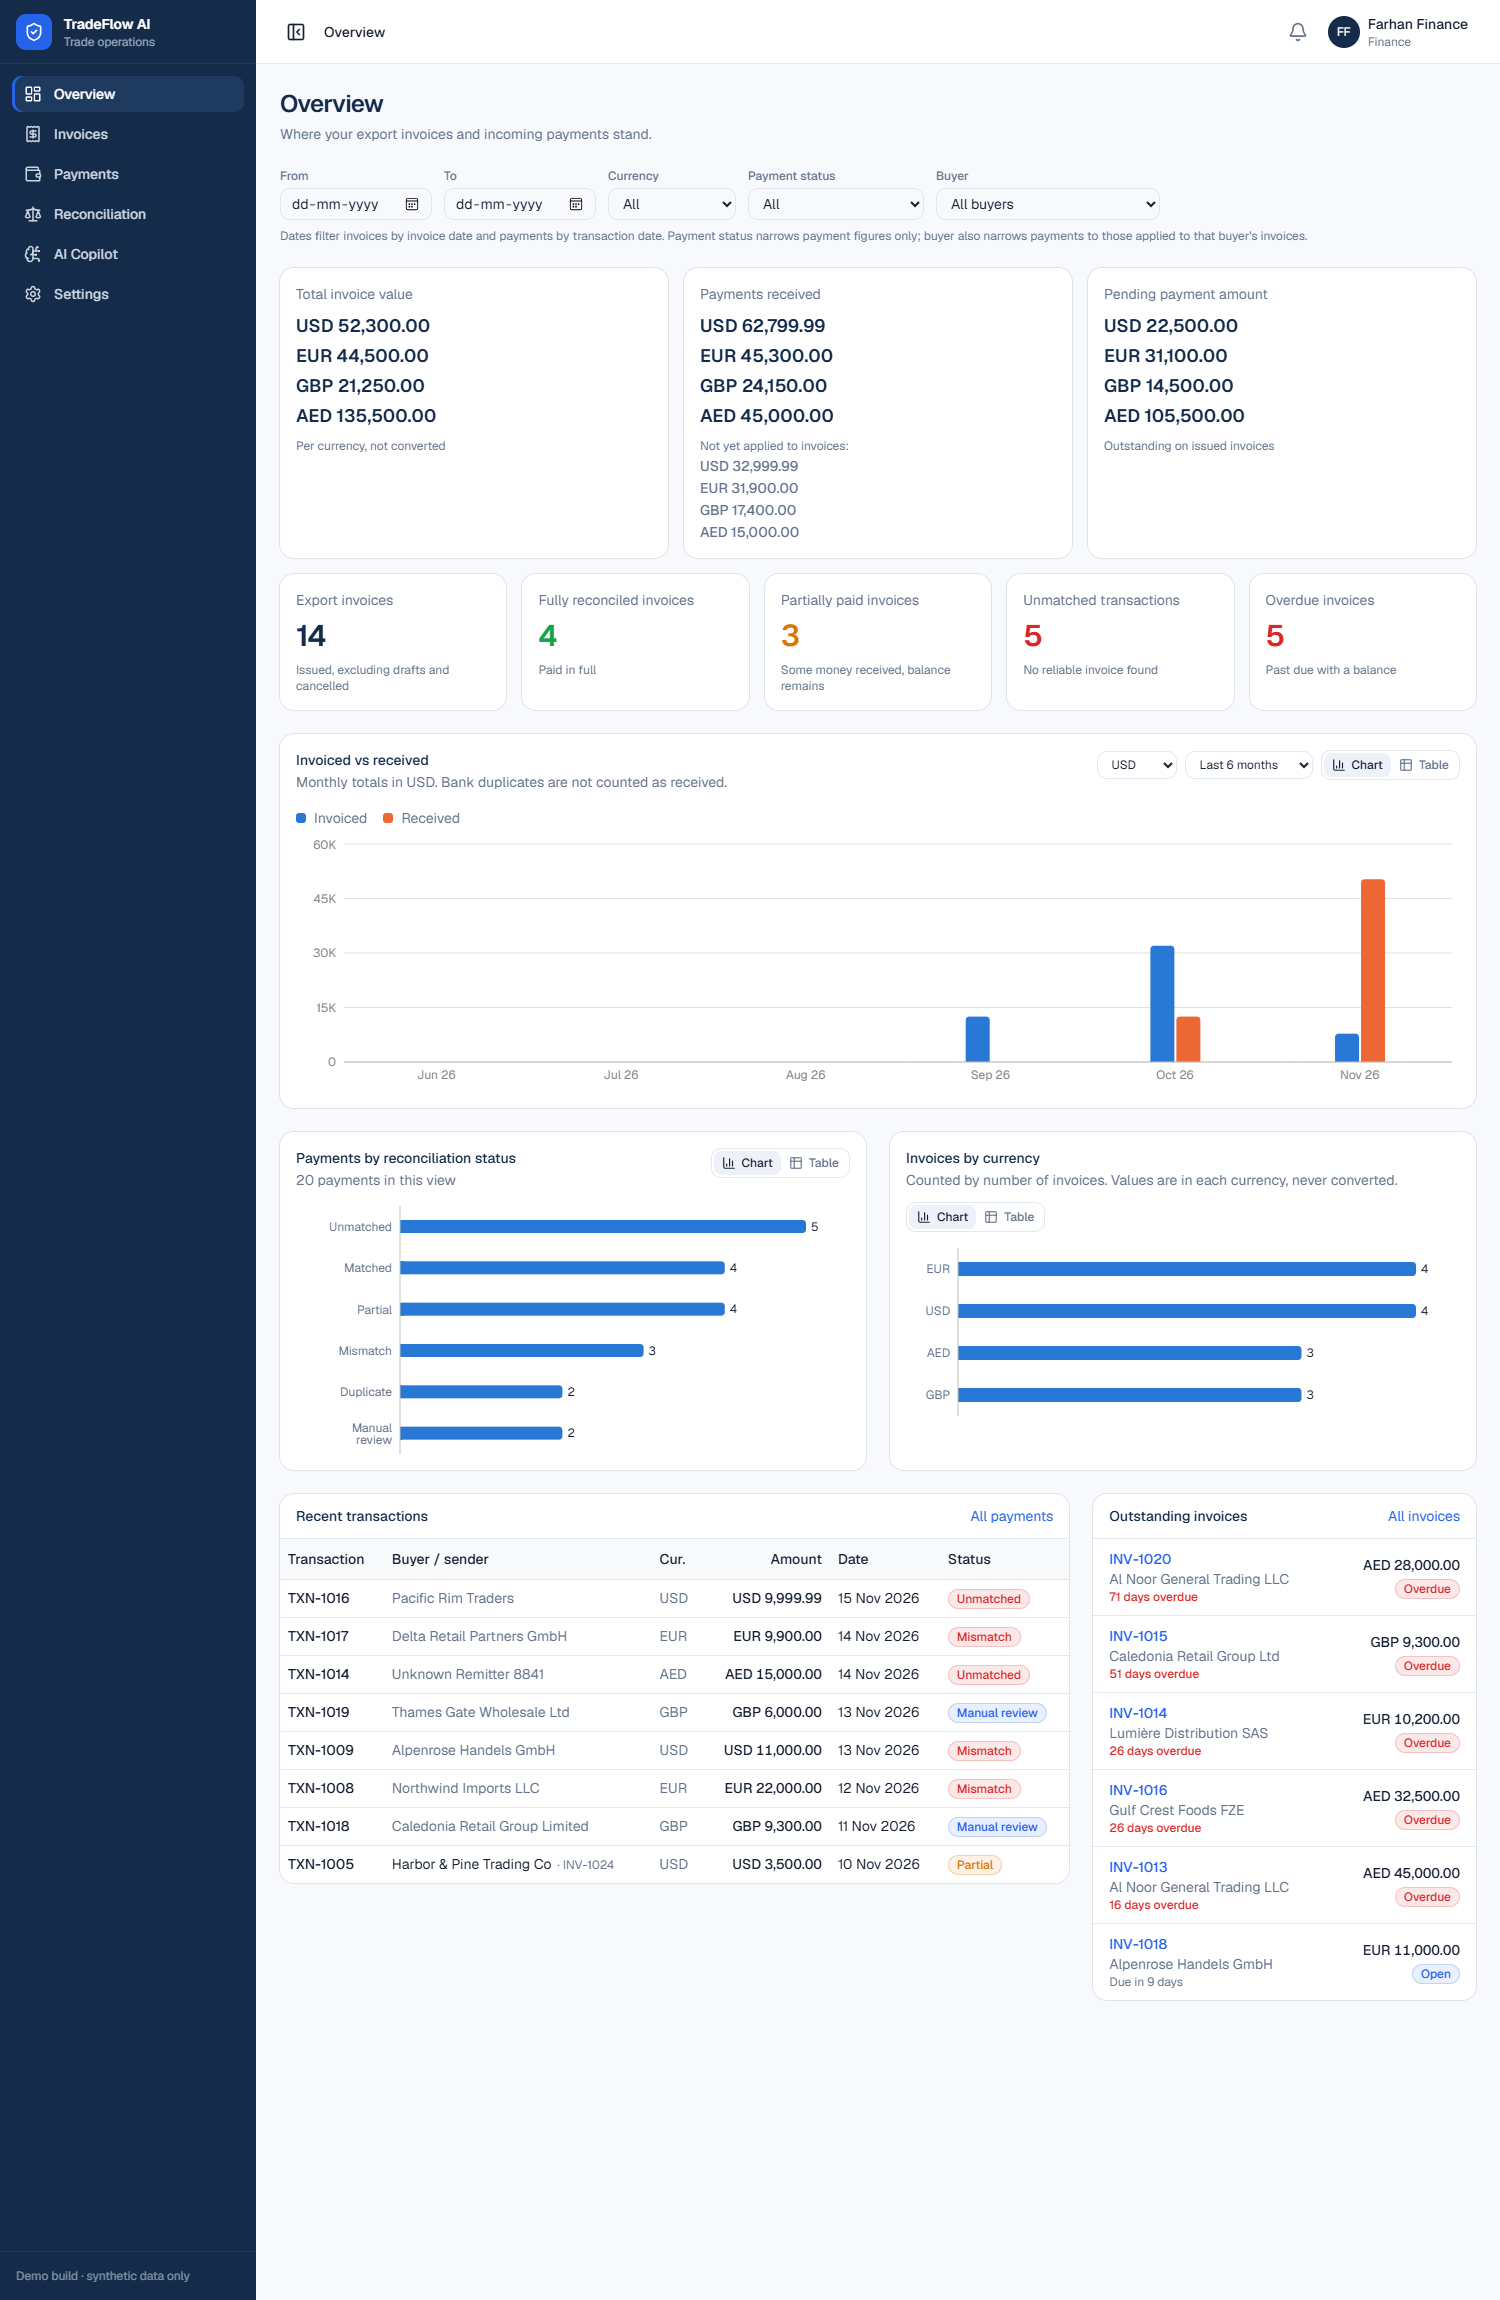 TradeFlow AI
Trade operations
Overview
Invoices
Payments
Reconciliation
AI Copilot
Settings
Demo build · synthetic data only
Overview
FF
Farhan Finance
Finance
Overview
Where your export invoices and incoming payments stand.
From
To
Currency
Payment status
Buyer
dd-mm-yyyy
dd-mm-yyyy
All
All
All buyers
Dates filter invoices by invoice date and payments by transaction date. Payment status narrows payment figures only; buyer also narrows payments to those applied to that buyer's invoices.
Total invoice value
USD 52,300.00
EUR 44,500.00
GBP 21,250.00
AED 135,500.00
Per currency, not converted
Payments received
USD 62,799.99
EUR 45,300.00
GBP 24,150.00
AED 45,000.00
Not yet applied to invoices:
USD 32,999.99
EUR 31,900.00
GBP 17,400.00
AED 15,000.00
Pending payment amount
USD 22,500.00
EUR 31,100.00
GBP 14,500.00
AED 105,500.00
Outstanding on issued invoices
Export invoices
14
Issued, excluding drafts and
cancelled
Fully reconciled invoices
4
Paid in full
Partially paid invoices
3
Some money received, balance
remains
Unmatched transactions
5
No reliable invoice found
Overdue invoices
5
Past due with a balance
Invoiced vs received
Monthly totals in USD. Bank duplicates are not counted as received.
USD
Last 6 months
Chart
Table
Invoiced
Received
60K
45K
30K
15K
0
Jun 26
Jul 26
Aug 26
Sep 26
Oct 26
Nov 26
Payments by reconciliation status
20 payments in this view
Chart
Table
Unmatched 5
Matched 4
Partial 4
Mismatch 3
Duplicate 2
Manual
review 2
Invoices by currency
Counted by number of invoices. Values are in each currency, never converted.
Chart
Table
EUR 4
USD 4
AED 3
GBP 3
Recent transactions
All payments
Transaction Buyer / sender Cur. Amount Date Status
TXN-1016 Pacific Rim Traders USD USD 9,999.99 15 Nov 2026 Unmatched
TXN-1017 Delta Retail Partners GmbH EUR EUR 9,900.00 14 Nov 2026 Mismatch
TXN-1014 Unknown Remitter 8841 AED AED 15,000.00 14 Nov 2026 Unmatched
TXN-1019 Thames Gate Wholesale Ltd GBP GBP 6,000.00 13 Nov 2026 Manual review
TXN-1009 Alpenrose Handels GmbH USD USD 11,000.00 13 Nov 2026 Mismatch
TXN-1008 Northwind Imports LLC EUR EUR 22,000.00 12 Nov 2026 Mismatch
TXN-1018 Caledonia Retail Group Limited GBP GBP 9,300.00 11 Nov 2026 Manual review
TXN-1005 Harbor & Pine Trading Co · INV-1024 USD USD 3,500.00 10 Nov 2026 Partial
Outstanding invoices
All invoices
INV-1020
Al Noor General Trading LLC
71 days overdue
AED 28,000.00
Overdue
INV-1015
Caledonia Retail Group Ltd
51 days overdue
GBP 9,300.00
Overdue
INV-1014
Lumière Distribution SAS
26 days overdue
EUR 10,200.00
Overdue
INV-1016
Gulf Crest Foods FZE
26 days overdue
AED 32,500.00
Overdue
INV-1013
Al Noor General Trading LLC
16 days overdue
AED 45,000.00
Overdue
INV-1018
Alpenrose Handels GmbH
Due in 9 days
EUR 11,000.00
Open